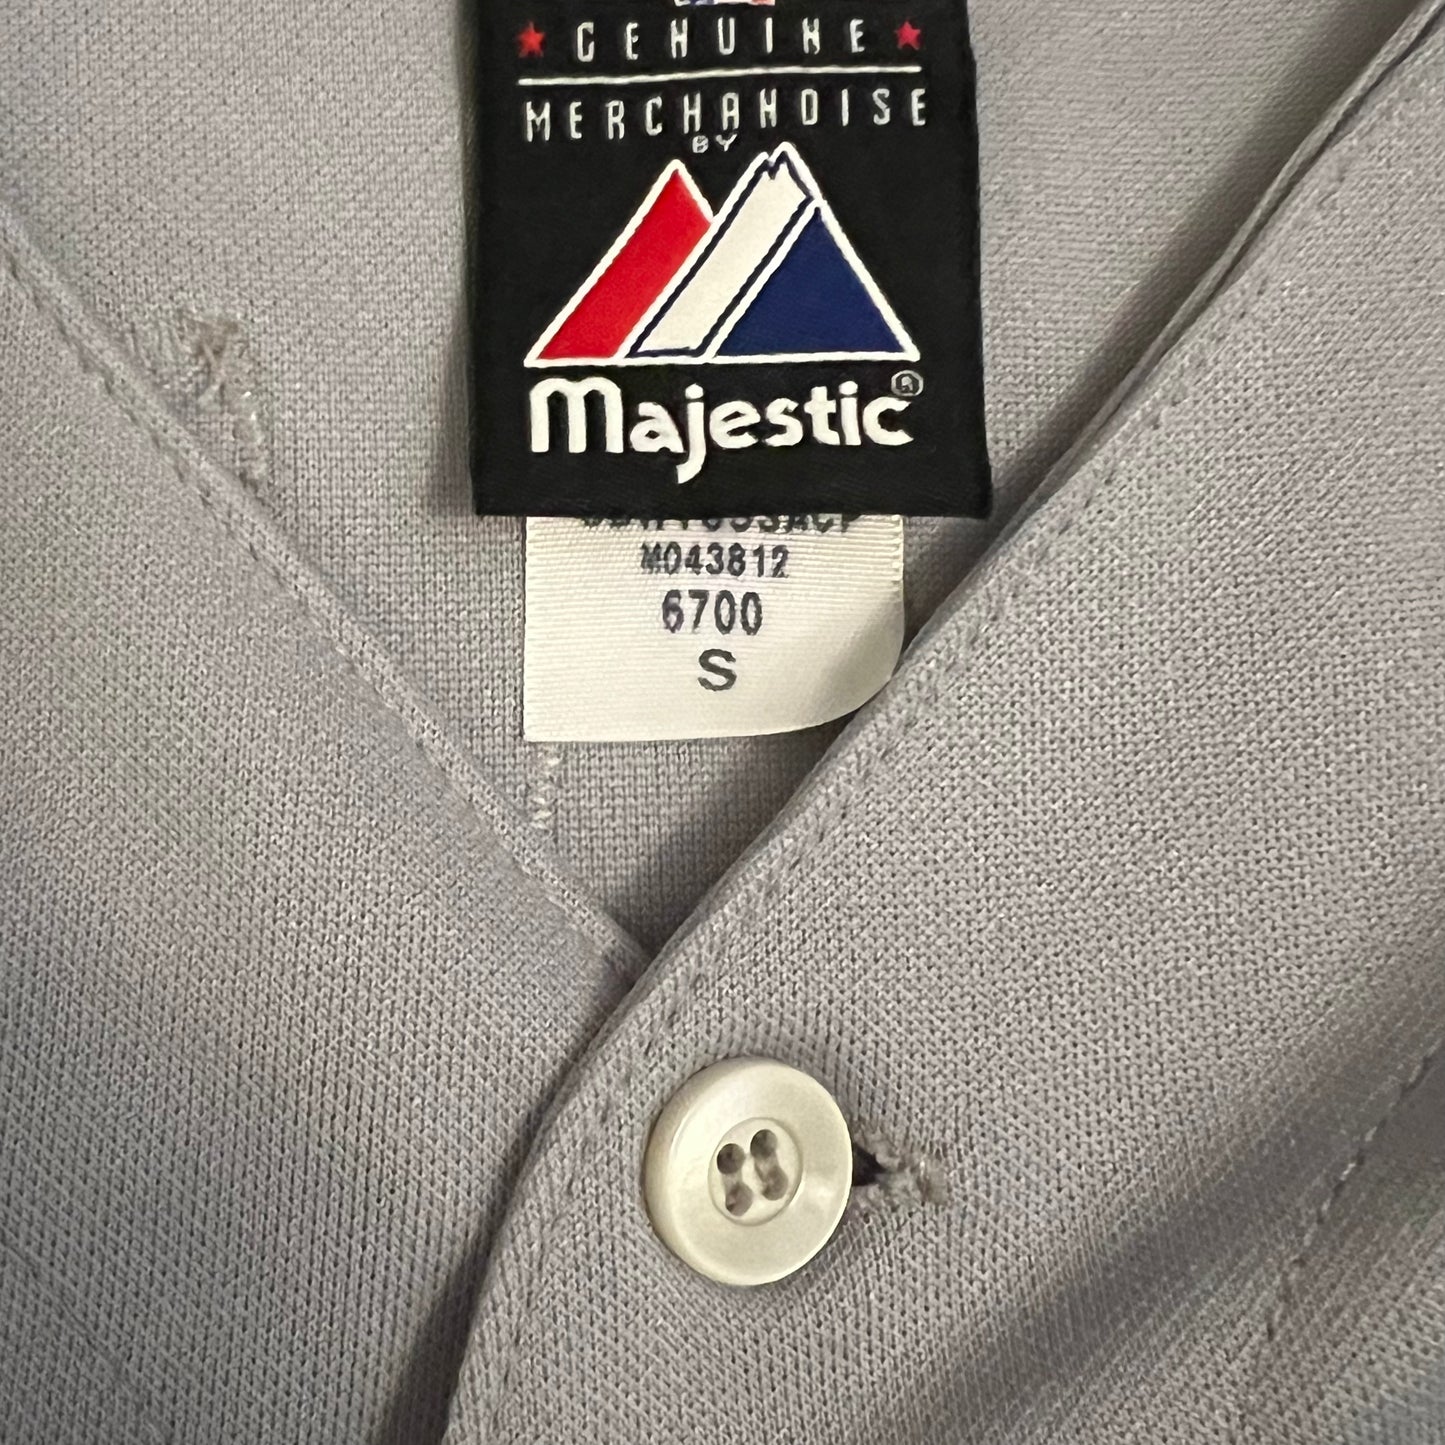 GENUINE
MERCHANDISE
BY
Majestic®
M043812
6700
S